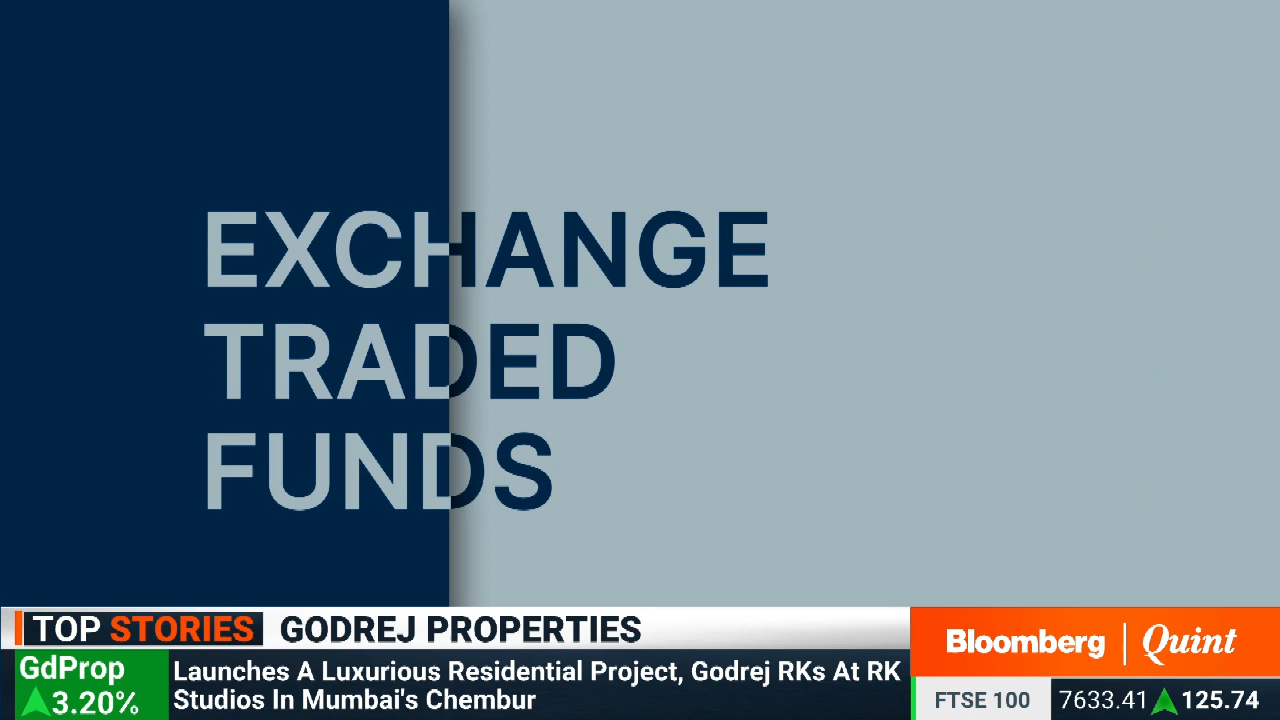 EXCHANGE
TRADED
FUNDS
TOP STORIES GODREJ PROPERTIES
GdProp
▲3.20%
Launches A Luxurious Residential Project, Godrej RKs At RK
Studios In Mumbai's Chembur
Bloomberg | Quint
FTSE 100 7633.41▲125.74